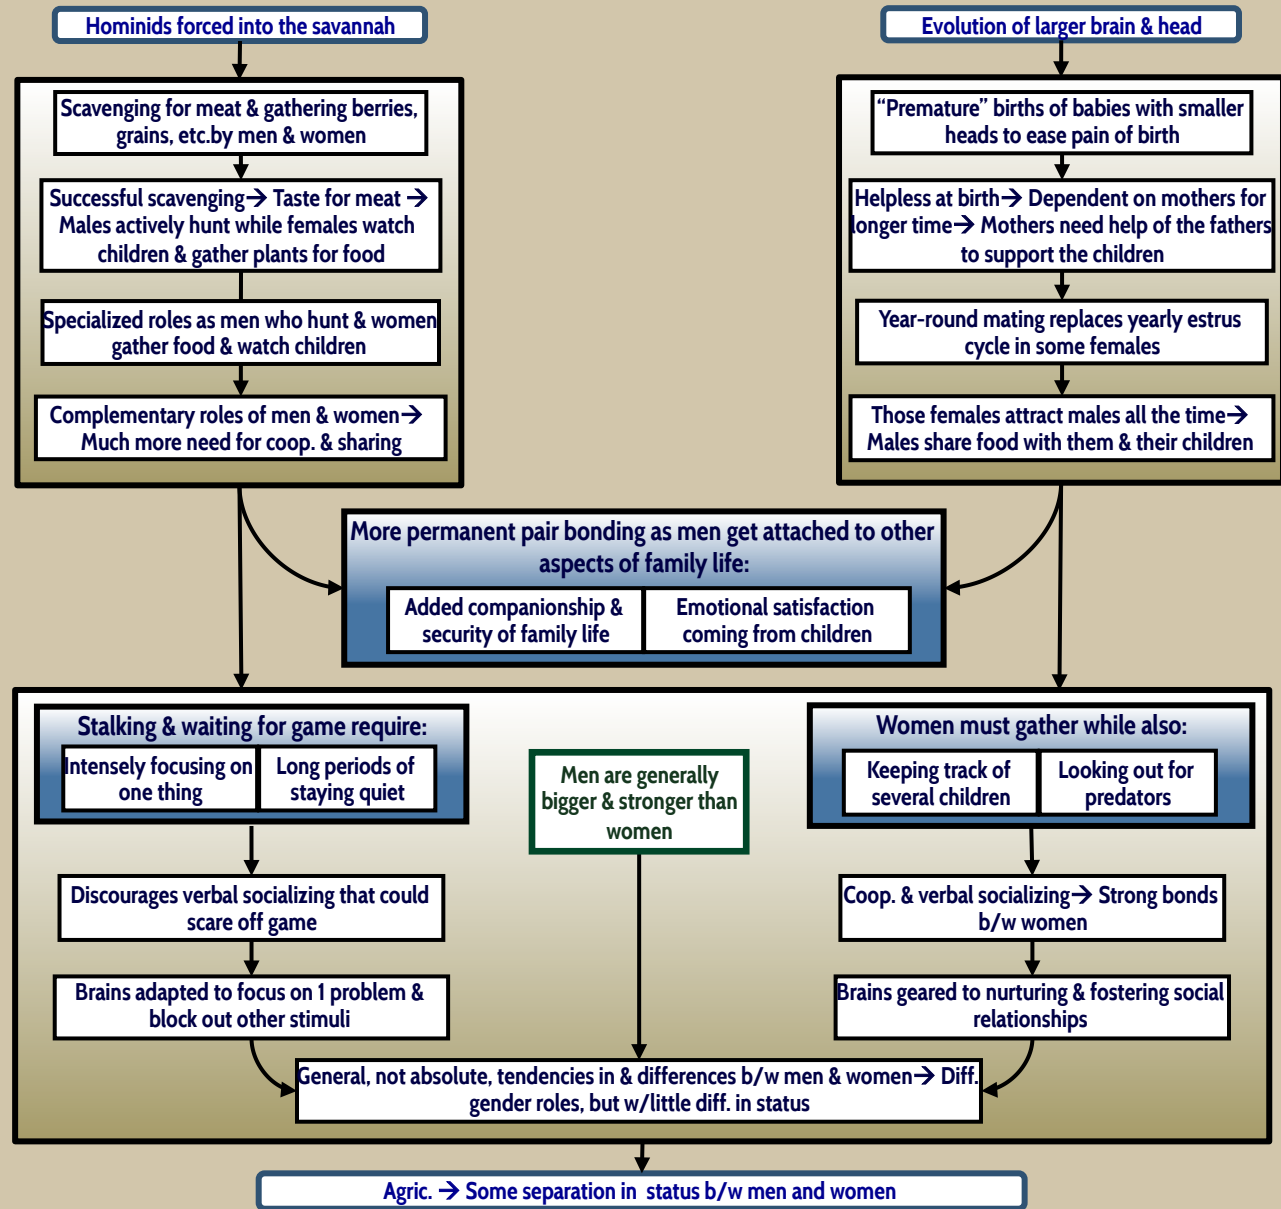 Hominids forced into the savannah
Evolution of larger brain & head
Scavenging for meat & gathering berries,
grains, etc.by men & women
Successful scavenging→ Taste for meat →
Males actively hunt while females watch
children & gather plants for food
Specialized roles as men who hunt & women
gather food & watch children
Complementary roles of men & women→
Much more need for coop. & sharing
“Premature” births of babies with smaller
heads to ease pain of birth
Helpless at birth→ Dependent on mothers for
longer time→ Mothers need help of the fathers
to support the children
Year-round mating replaces yearly estrus
cycle in some females
Those females attract males all the time→
Males share food with them & their children
More permanent pair bonding as men get attached to other
aspects of family life:
Added companionship &
security of family life
Emotional satisfaction
coming from children
Stalking & waiting for game require:
Intensely focusing on
one thing
Long periods of
staying quiet
Discourages verbal socializing that could
scare off game
Brains adapted to focus on 1 problem &
block out other stimuli
Men are generally
bigger & stronger than
women
Women must gather while also:
Keeping track of
several children
Looking out for
predators
Coop. & verbal socializing→ Strong bonds
b/w women
Brains geared to nurturing & fostering social
relationships
General, not absolute, tendencies in & differences b/w men & women→ Diff.
gender roles, but w/little diff. in status
Agric. → Some separation in status b/w men and women